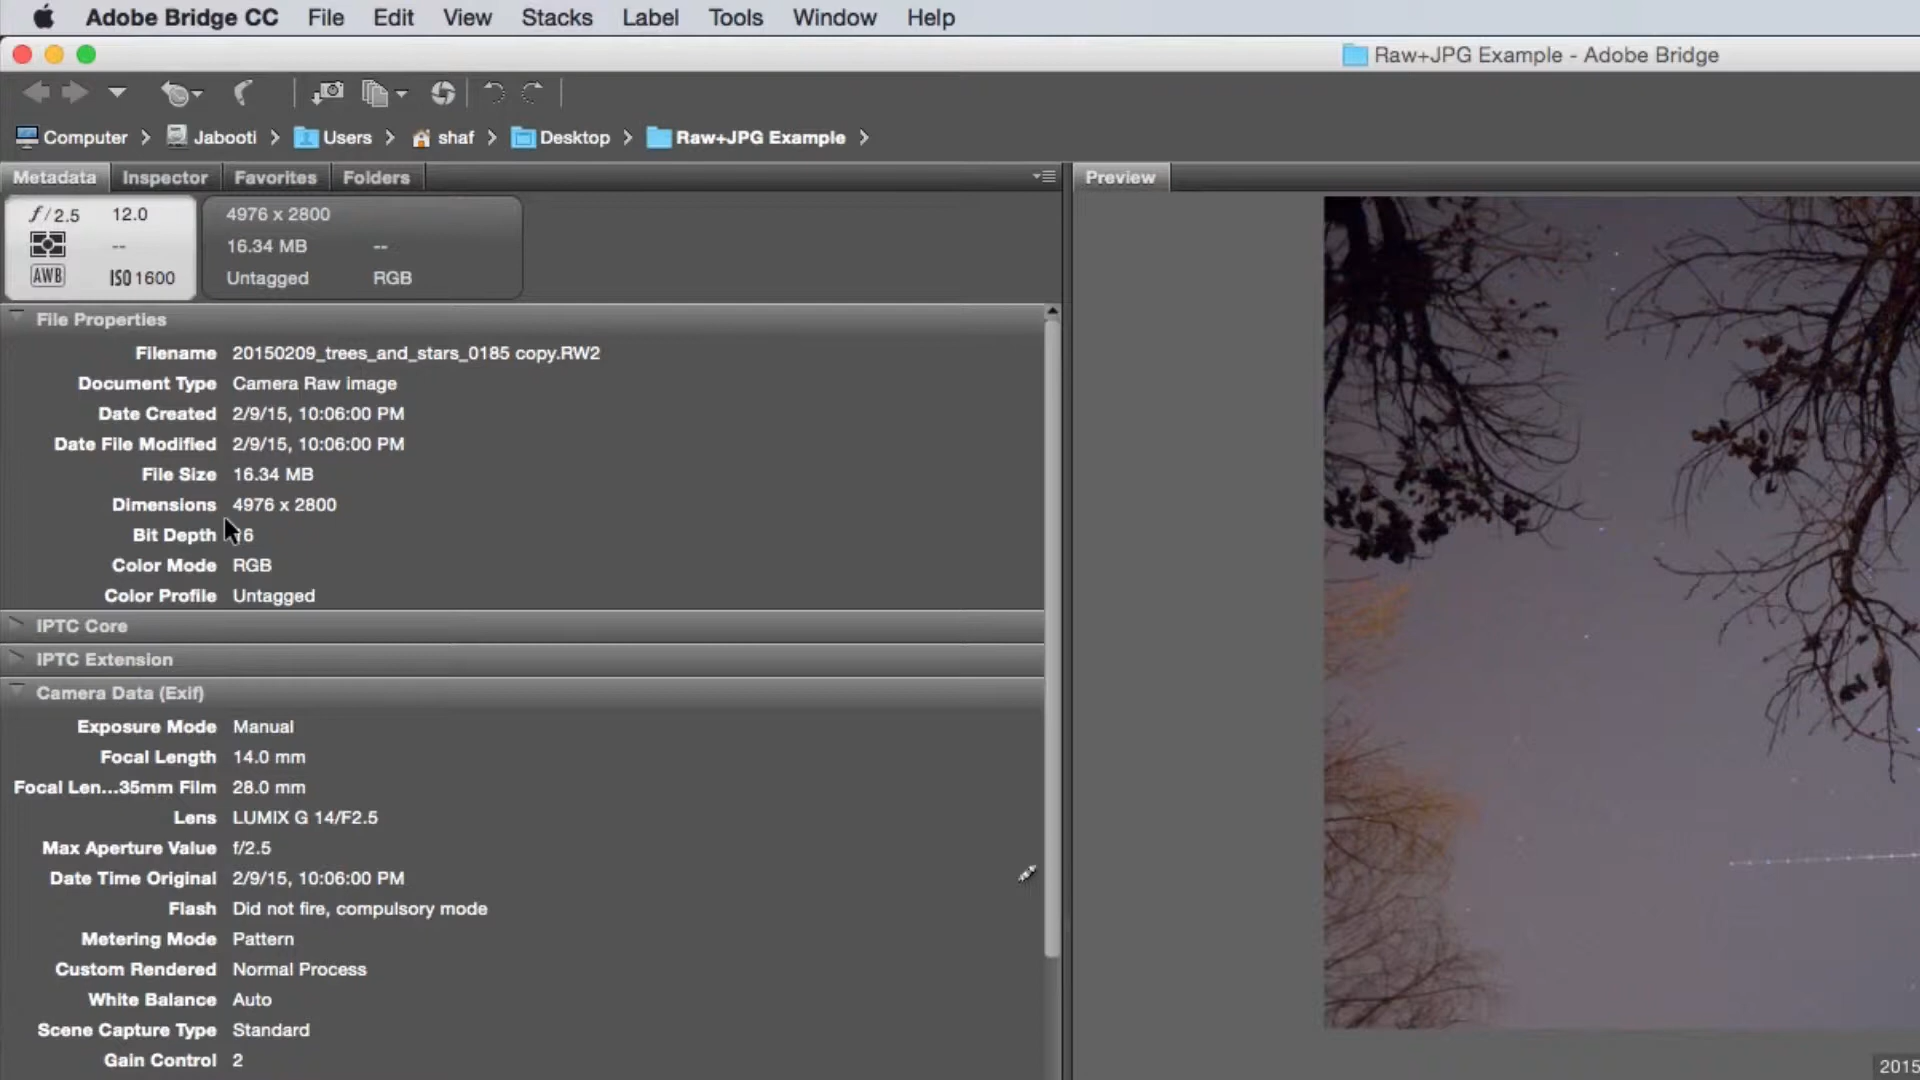 Adobe Bridge CC File Edit View Stacks Label Tools Window Help
Raw+JPG Example - Adobe Bridge
Computer Jabooti Users shaf Desktop Raw+JPG Example
Metadata Inspector Favorites Folders Preview
f/2.5 12.0 4976 x 2800
-- 16.34 MB --
AWB ISO 1600 Untagged RGB
File Properties
Filename 20150209_trees_and_stars_0185 copy.RW2
Document Type Camera Raw image
Date Created 2/9/15, 10:06:00 PM
Date File Modified 2/9/15, 10:06:00 PM
File Size 16.34 MB
Dimensions 4976 x 2800
Bit Depth 16
Color Mode RGB
Color Profile Untagged
IPTC Core
IPTC Extension
Camera Data (Exif)
Exposure Mode Manual
Focal Length 14.0 mm
Focal Len...35mm Film 28.0 mm
Lens LUMIX G 14/F2.5
Max Aperture Value f/2.5
Date Time Original 2/9/15, 10:06:00 PM
Flash Did not fire, compulsory mode
Metering Mode Pattern
Custom Rendered Normal Process
White Balance Auto
Scene Capture Type Standard
Gain Control 2
2015